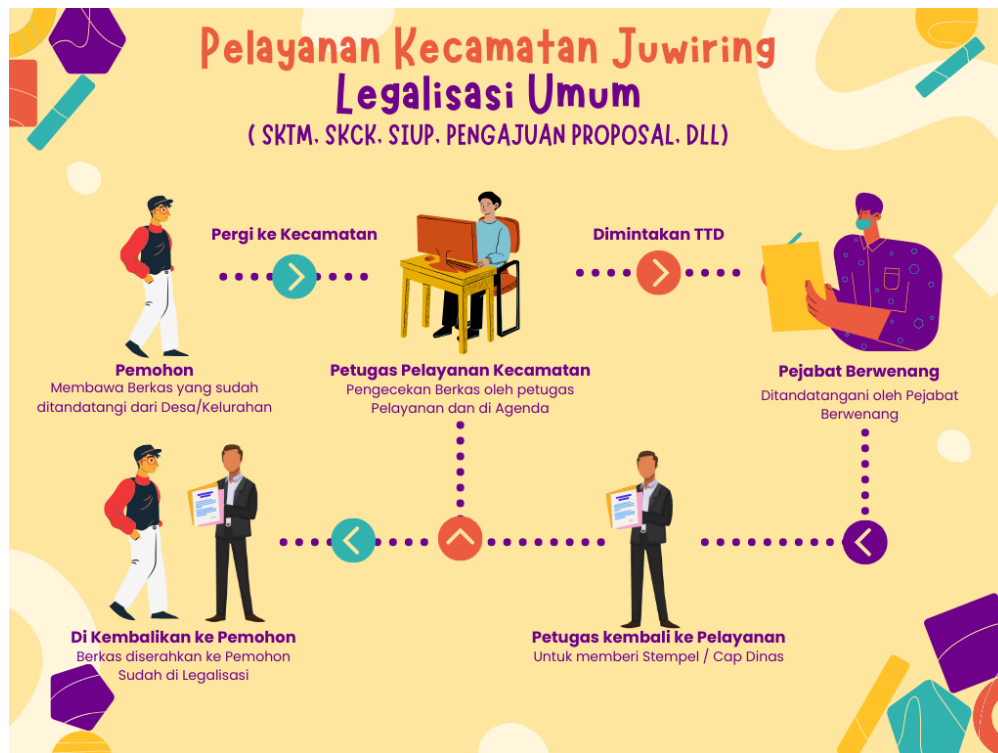 Pelayanan Kecamatan Juwiring
Legalisasi Umum
( SKTM, SKCK, SIUP, PENGAJUAN PROPOSAL, DLL)
Pergi ke Kecamatan
Dimintakan TTD
Pemohon
Membawa Berkas yang sudah
ditandatangi dari Desa/Kelurahan
Petugas Pelayanan Kecamatan
Pengecekan Berkas oleh petugas
Pelayanan dan di Agenda
Pejabat Berwenang
Ditandatangani oleh Pejabat
Berwenang
Di Kembalikan ke Pemohon
Berkas diserahkan ke Pemohon
Sudah di Legalisasi
Petugas kembali ke Pelayanan
Untuk memberi Stempel / Cap Dinas